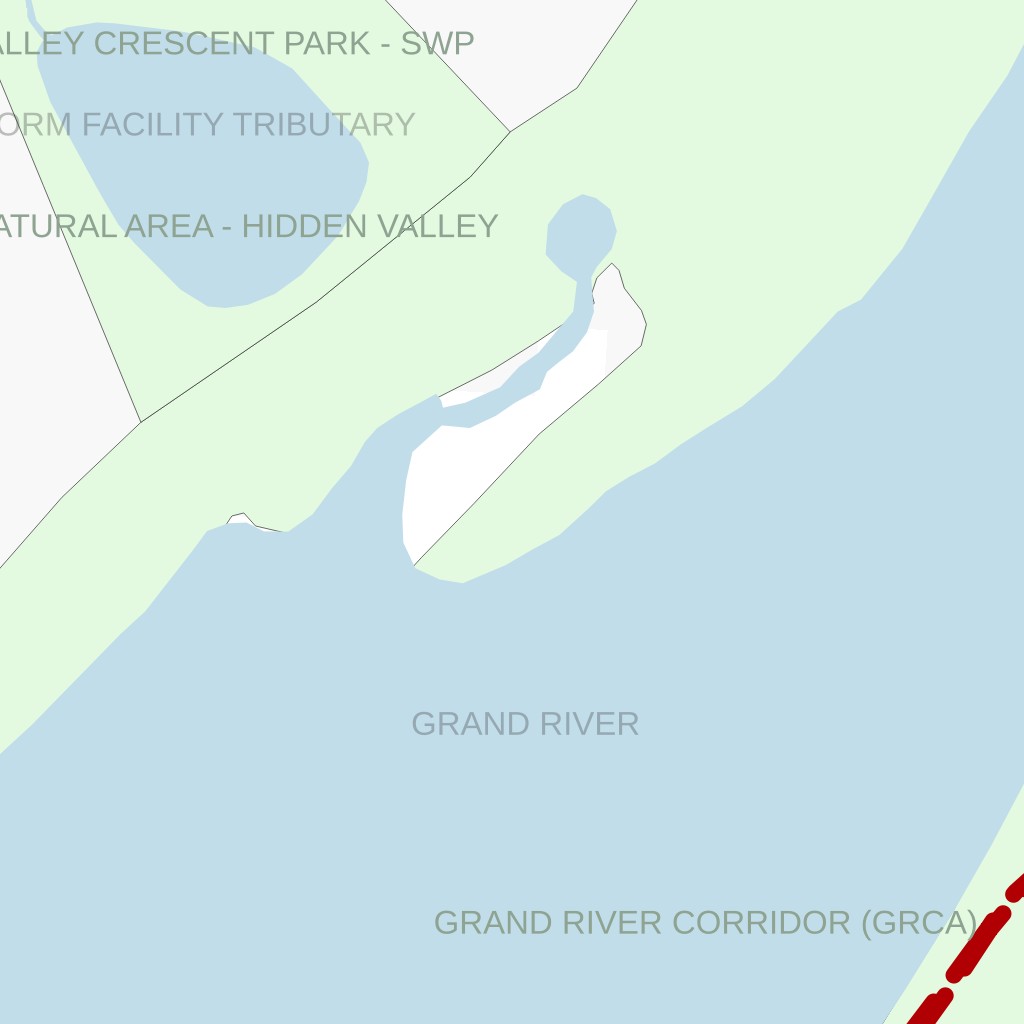 ALLEY CRESCENT PARK - SWP
ORM FACILITY TRIBUTARY
ATURAL AREA - HIDDEN VALLEY
GRAND RIVER
GRAND RIVER CORRIDOR (GRCA)